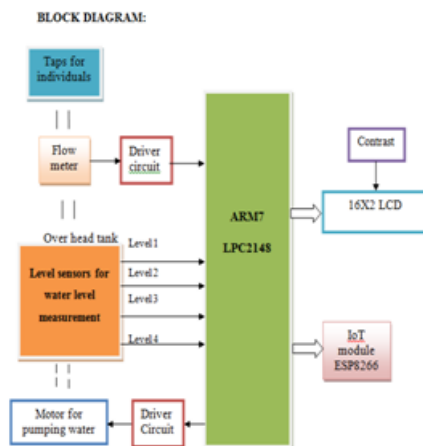 BLOCK DIAGRAM:
Taps for
individuals
Flow
meter
Driver
circuit
Over head tank
Level sensors for
water level
measurement
Level1
Level2
Level3
Level4
Motor for
pumping water
Driver
Circuit
ARM7
LPC2148
Contrast
16X2 LCD
IoT
module
ESP8266